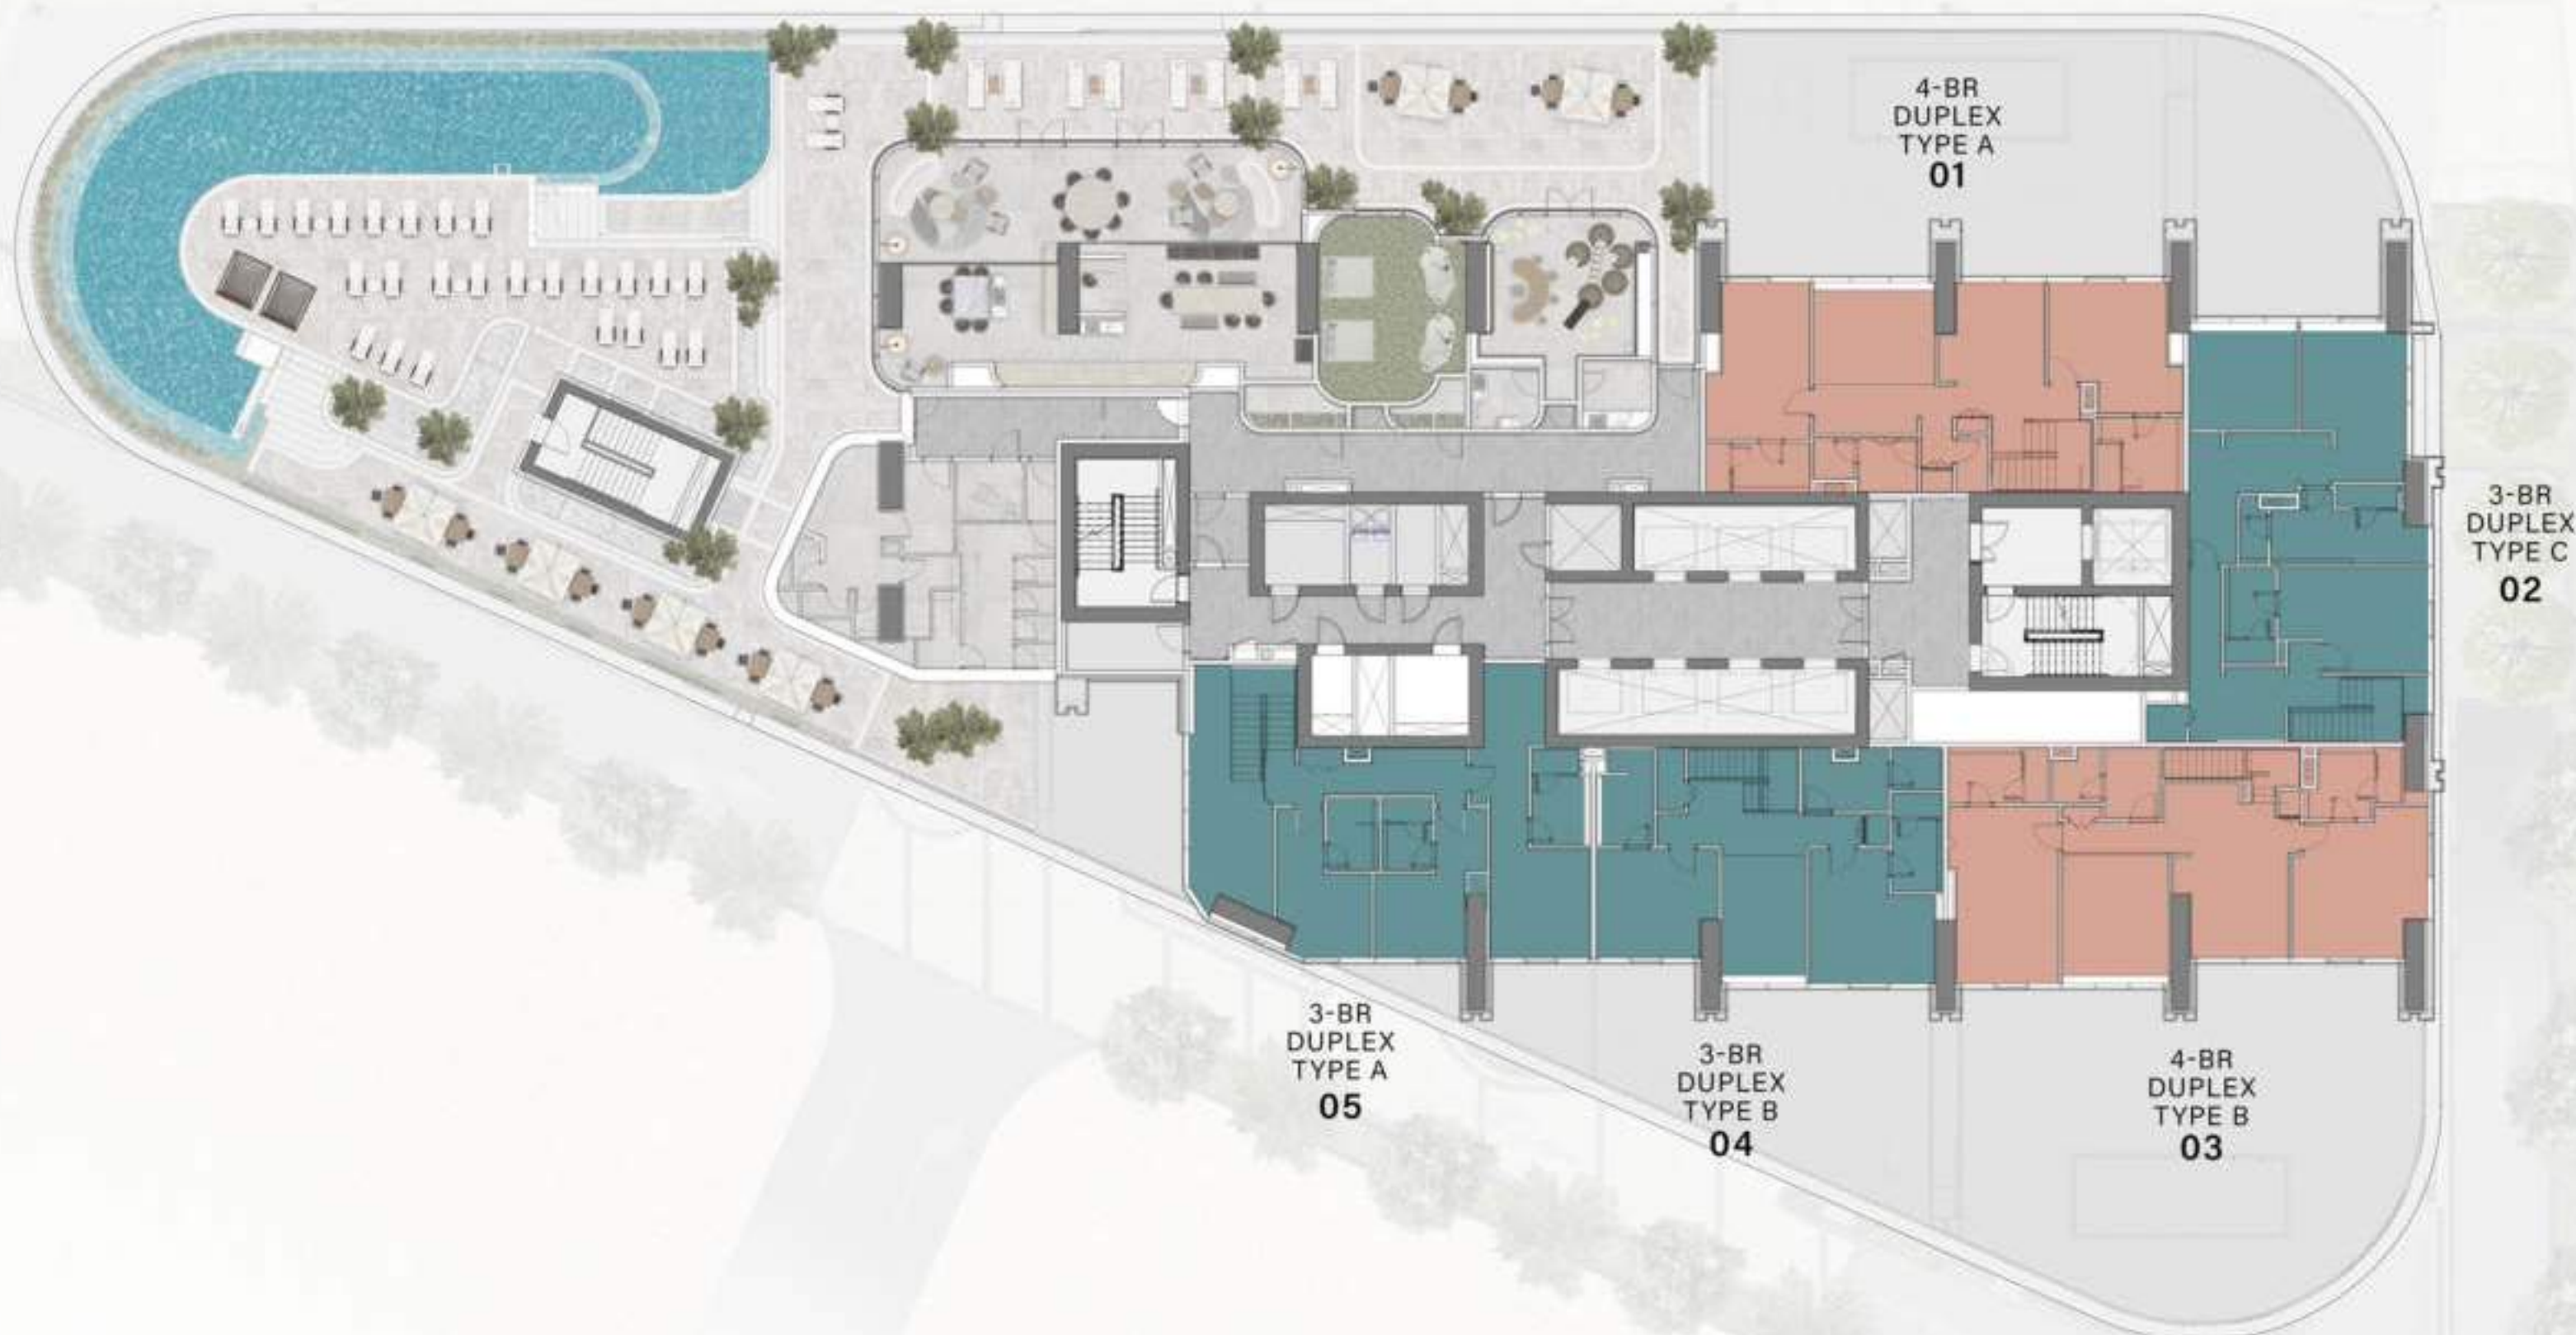 4-BR
DUPLEX
TYPE A
01
3-BR
DUPLEX
TYPE C
02
3-BR
DUPLEX
TYPE A
05
3-BR
DUPLEX
TYPE B
04
4-BR
DUPLEX
TYPE B
03